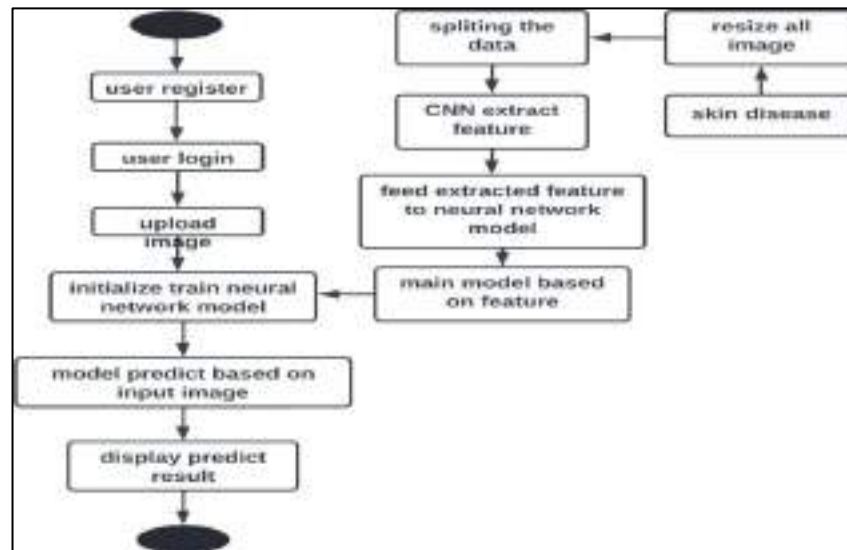 user register
user login
upload
image
initialize train neural
network model
model predict based on
input image
display predict
result
spliting the
data
CNN extract
feature
feed extracted feature
to neural network
model
main model based
on feature
resize all
image
skin disease